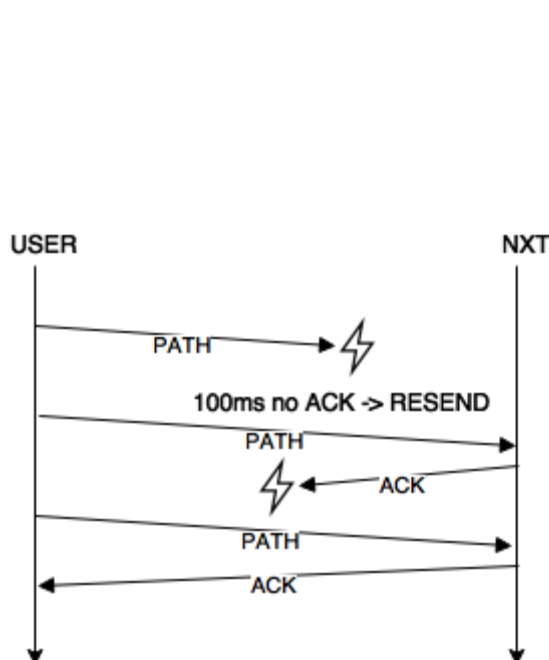 USER
NXT
PATH
100ms no ACK -> RESEND
PATH
ACK
PATH
ACK